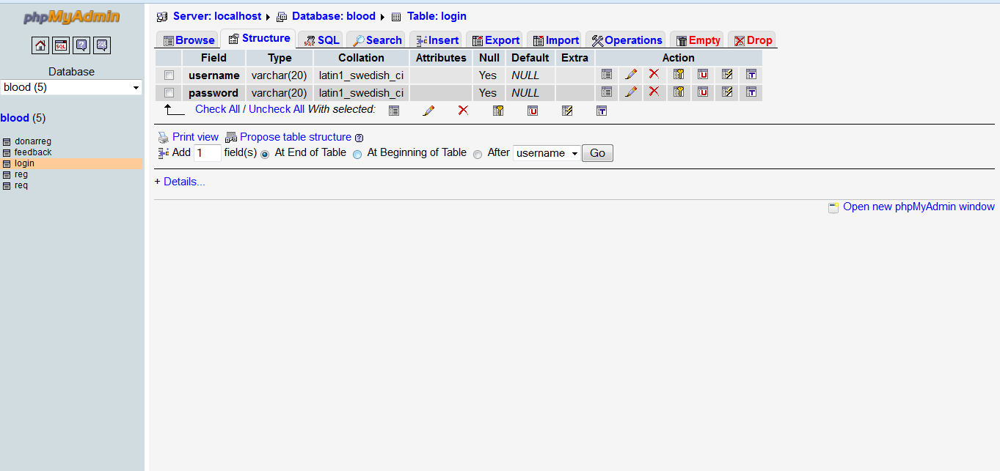 phpMyAdmin
SQL ? SQL
Database
blood (5)
blood (5)
donarreg
feedback
login
reg
req
Server: localhost Database: blood Table: login
Browse Structure SQL Search Insert Export Import Operations Empty Drop
Field Type Collation Attributes Null Default Extra Action
username varchar(20) latin1_swedish_ci Yes NULL U T
password varchar(20) latin1_swedish_ci Yes NULL U T
Check All / Uncheck All With selected: U T
Print view Propose table structure ?
Add 1 field(s) At End of Table At Beginning of Table After username Go
+ Details...
Open new phpMyAdmin window